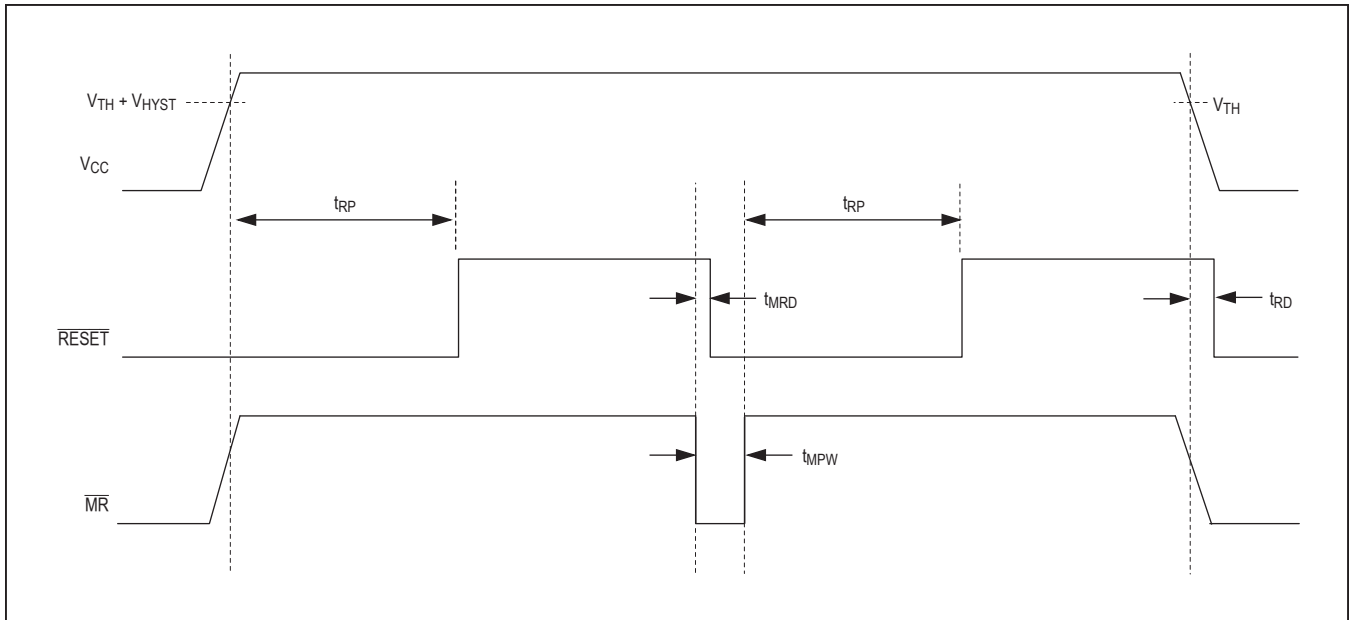 VTH + VHYST
VTH
VCC
tRP
tRP
tMRD
tRD
RESET
tMPW
MR